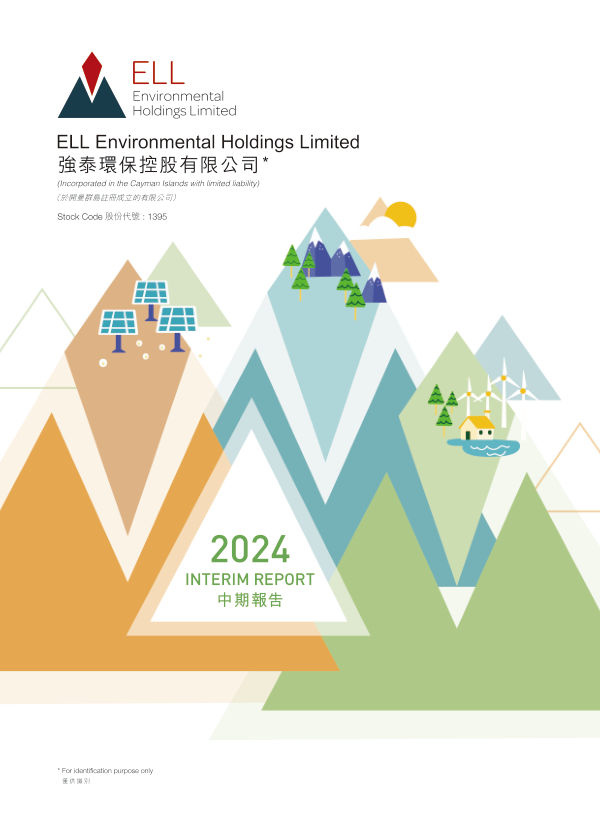 ELL
Environmental
Holdings Limited
ELL Environmental Holdings Limited
強泰環保控股有限公司*
(Incorporated in the Cayman Islands with limited liability)
(於開曼群島註冊成立的有限公司)
Stock Code 股份代號 : 1395
2024
INTERIM REPORT
中期報告
* For identification purpose only
僅供識別